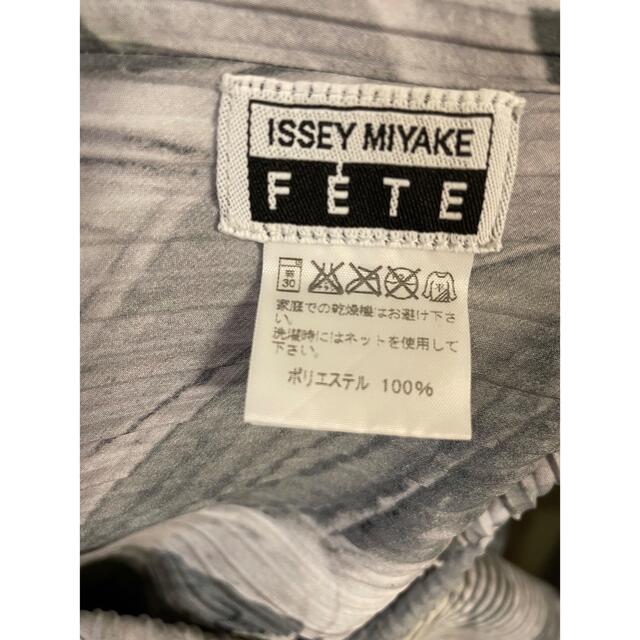 ISSEY MIYAKE
FÈTE
30
家庭での乾燥機はお避け下さ
い。
洗濯時にはネットを使用して
下さい。
ポリエステル 100%